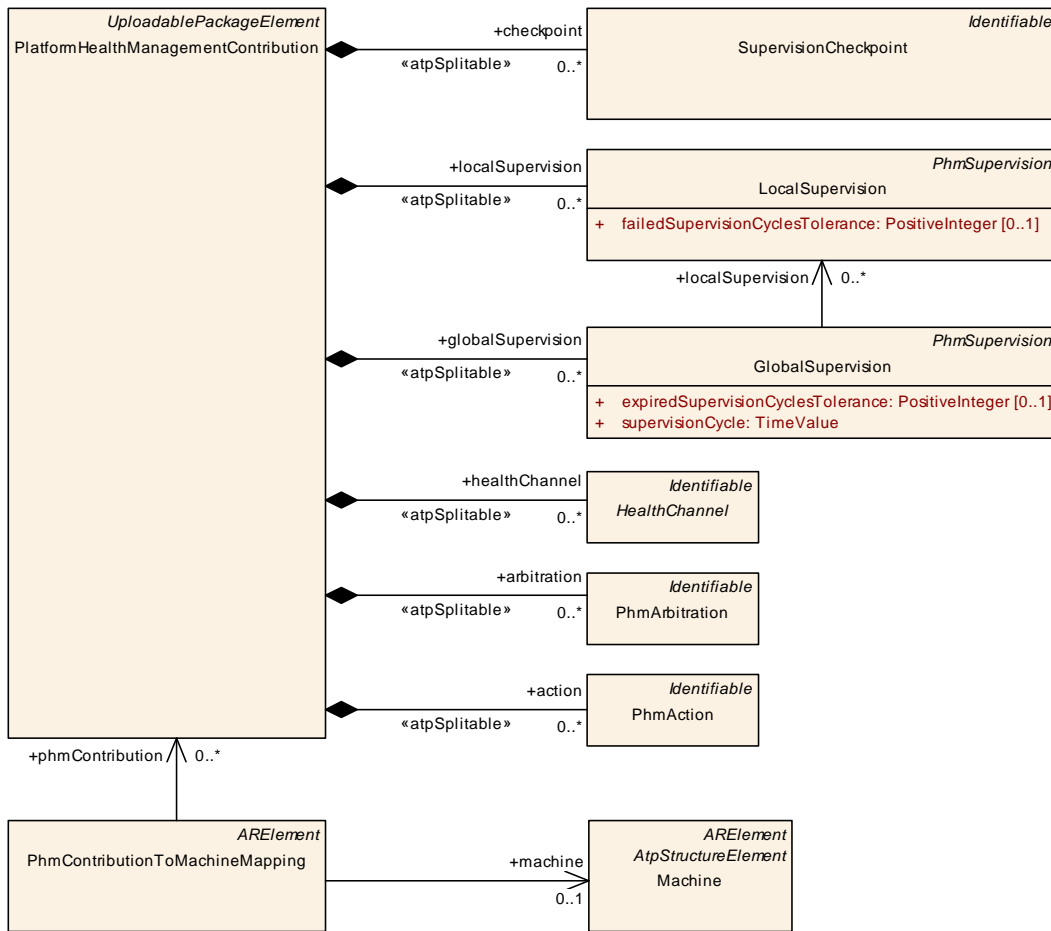 UploadablePackageElement
PlatformHealthManagementContribution
+checkpoint
«atpSplitable»
0..*
Identifiable
SupervisionCheckpoint
+localSupervision
«atpSplitable»
0..*
PhmSupervision
LocalSupervision
+ failedSupervisionCyclesTolerance: PositiveInteger [0..1]
+localSupervision
0..*
+globalSupervision
«atpSplitable»
0..*
PhmSupervision
GlobalSupervision
+ expiredSupervisionCyclesTolerance: PositiveInteger [0..1]
+ supervisionCycle: TimeValue
+healthChannel
«atpSplitable»
0..*
Identifiable
HealthChannel
+arbitration
«atpSplitable»
0..*
Identifiable
PhmArbitration
+action
«atpSplitable»
0..*
Identifiable
PhmAction
+phmContribution
0..*
ARElement
PhmContributionToMachineMapping
+machine
0..1
ARElement
AtpStructureElement
Machine